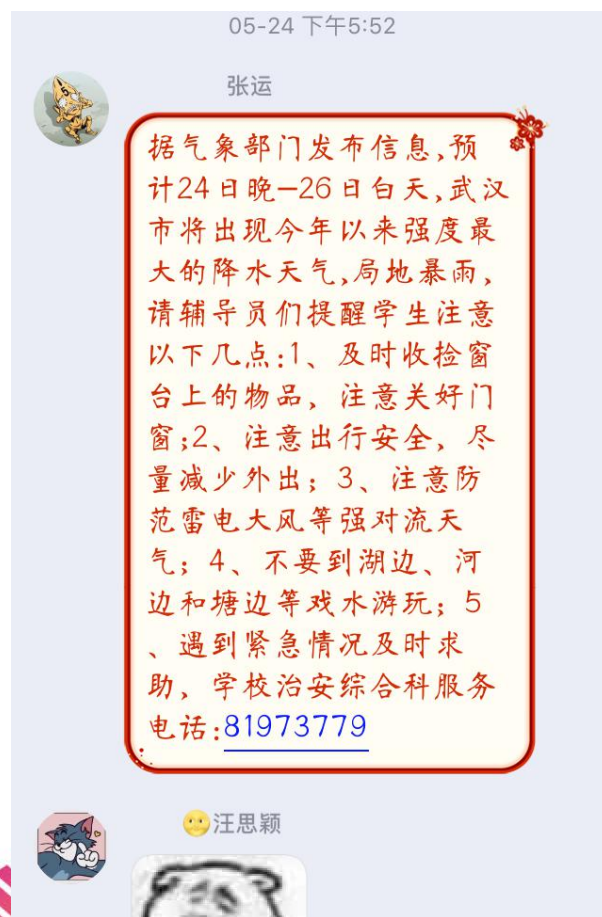 05-24 下午5:52
张运
据气象部门发布信息,预
计24日晚—26日白天,武汉
市将出现今年以来强度最
大的降水天气,局地暴雨,
请辅导员们提醒学生注意
以下几点:1、及时收捡窗
台上的物品，注意关好门
窗;2、注意出行安全，尽
量减少外出；3、注意防
范雷电大风等强对流天
气；4、不要到湖边、河
边和塘边等戏水游玩；5
、遇到紧急情况及时求
助，学校治安综合科服务
电话:81973779
🌝汪思颖